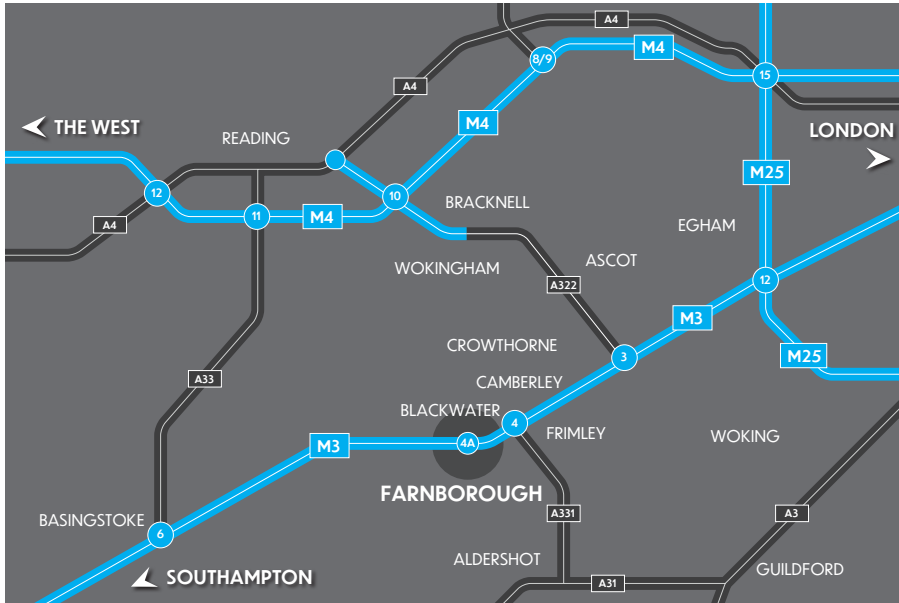 A4
8/9
M4
15
A4
M4
THE WEST
READING
LONDON
M25
12
10
11
M4
BRACKNELL
A4
EGHAM
WOKINGHAM
ASCOT
A322
12
M3
CROWTHORNE
3
M25
A33
CAMBERLEY
BLACKWATER
4
FRIMLEY
WOKING
M3
4A
FARNBOROUGH
BASINGSTOKE
6
A331
A3
ALDERSHOT
GUILDFORD
SOUTHAMPTON
A31